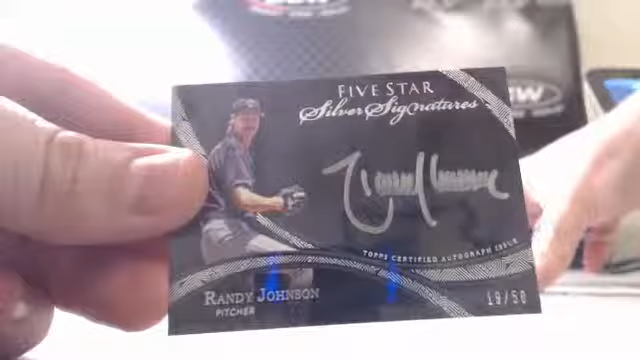 FIVE STAR
Silver Signatures
TOPPS CERTIFIED AUTOGRAPH ISSUE
RANDY JOHNSON
PITCHER
19/50